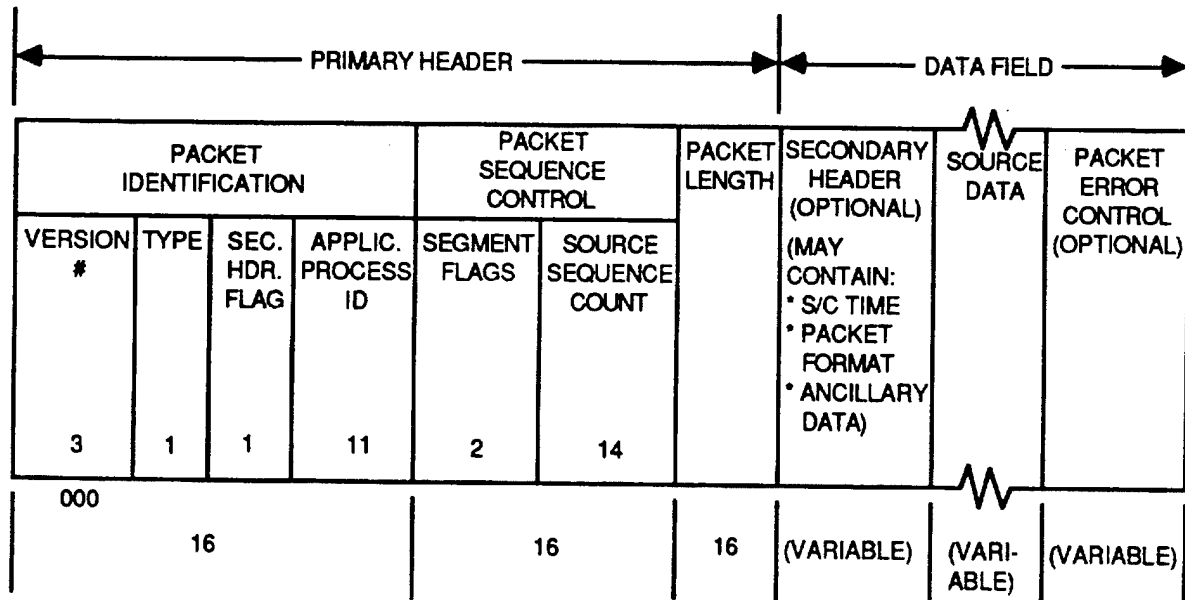 PRIMARY HEADER
DATA FIELD
PACKET
IDENTIFICATION
PACKET
SEQUENCE
CONTROL
PACKET
LENGTH
SECONDARY
HEADER
(OPTIONAL)
(MAY
CONTAIN:
* S/C TIME
* PACKET
FORMAT
* ANCILLARY
DATA)
SOURCE
DATA
PACKET
ERROR
CONTROL
(OPTIONAL)
VERSION
#
TYPE
SEC.
HDR.
FLAG
APPLIC.
PROCESS
ID
SEGMENT
FLAGS
SOURCE
SEQUENCE
COUNT
3
1
1
11
2
14
000
16
16
16
(VARIABLE)
(VARI-
ABLE)
(VARIABLE)